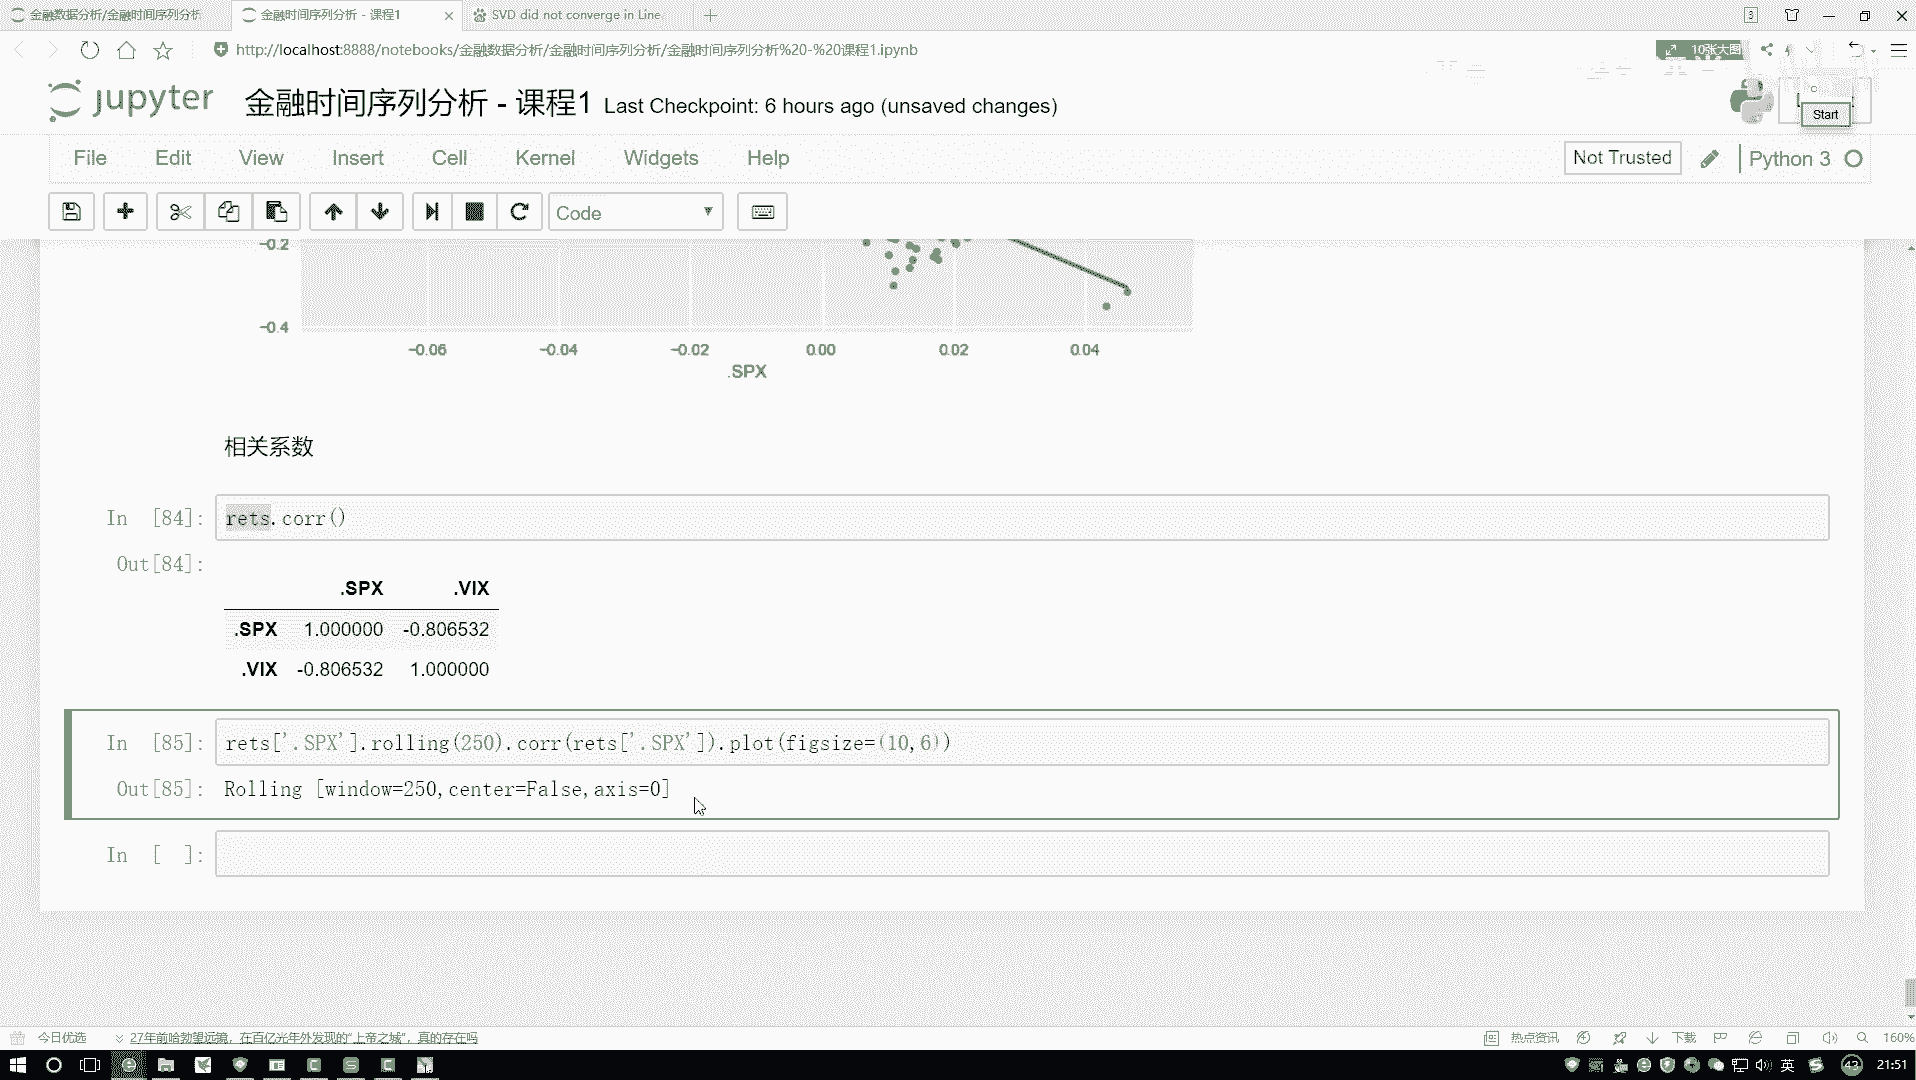 金融数据分析/金融时间序列分析
金融时间序列分析 - 课程1
SVD did not converge in Line
3
http://localhost:8888/notebooks/金融数据分析/金融时间序列分析/金融时间序列分析%20-%20课程1.ipynb
10张大图
jupyter 金融时间序列分析 - 课程1 Last Checkpoint: 6 hours ago (unsaved changes)
Start
File Edit View Insert Cell Kernel Widgets Help
Not Trusted
Python 3
Code
−0.2
−0.4
−0.06 −0.04 −0.02 0.00 0.02 0.04
.SPX
相关系数
In [84]: rets.corr()
Out[84]:
.SPX .VIX
.SPX 1.000000 -0.806532
.VIX -0.806532 1.000000
In [85]: rets['.SPX'].rolling(250).corr(rets['.SPX']).plot(figsize=(10,6))
Out[85]: Rolling [window=250,center=False,axis=0]
In [ ]:
今日优选
27年前哈勃望远镜，在百亿光年外发现的“上帝之城”，真的存在吗
热点资讯
下载
160%
英
43
21:51